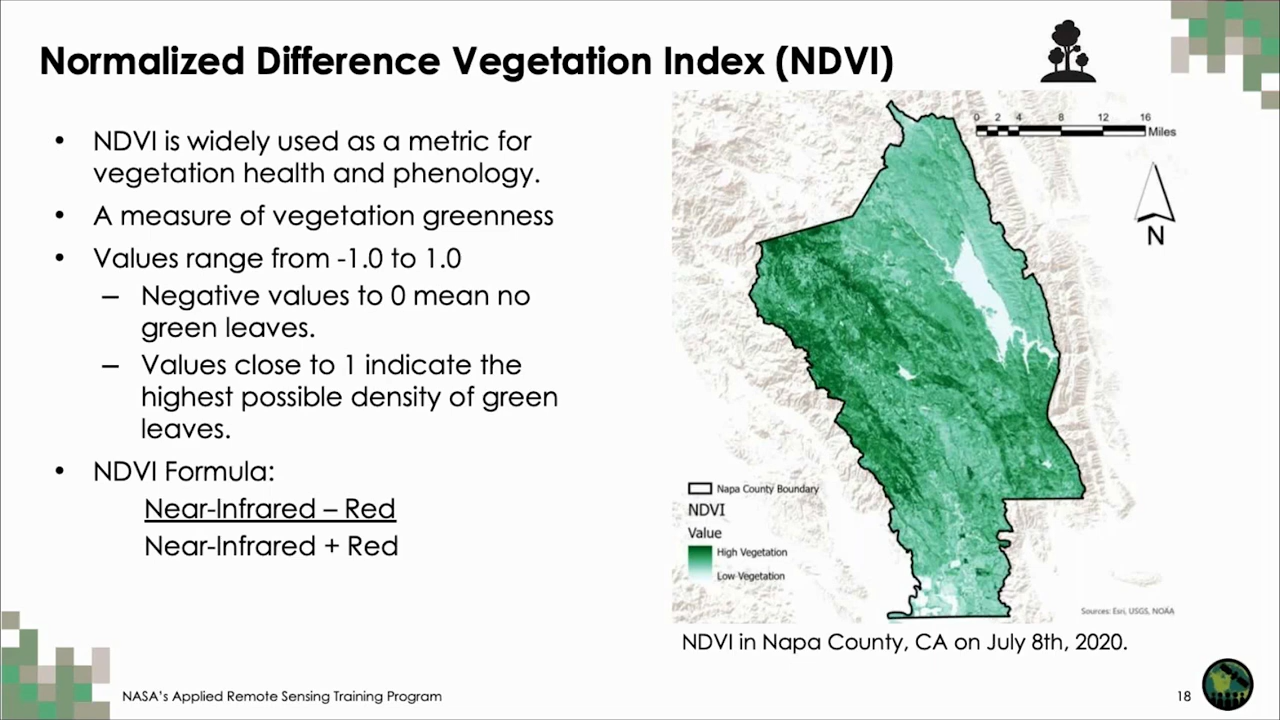 Normalized Difference Vegetation Index (NDVI)
• NDVI is widely used as a metric for
vegetation health and phenology.
• A measure of vegetation greenness
• Values range from -1.0 to 1.0
– Negative values to 0 mean no
green leaves.
– Values close to 1 indicate the
highest possible density of green
leaves.
• NDVI Formula:
Near-Infrared – Red
Near-Infrared + Red
0 2 4 8 12 16
Miles
N
Napa County Boundary
NDVI
Value
High Vegetation
Low Vegetation
Sources: Esri, USGS, NOAA
NDVI in Napa County, CA on July 8th, 2020.
NASA's Applied Remote Sensing Training Program
18